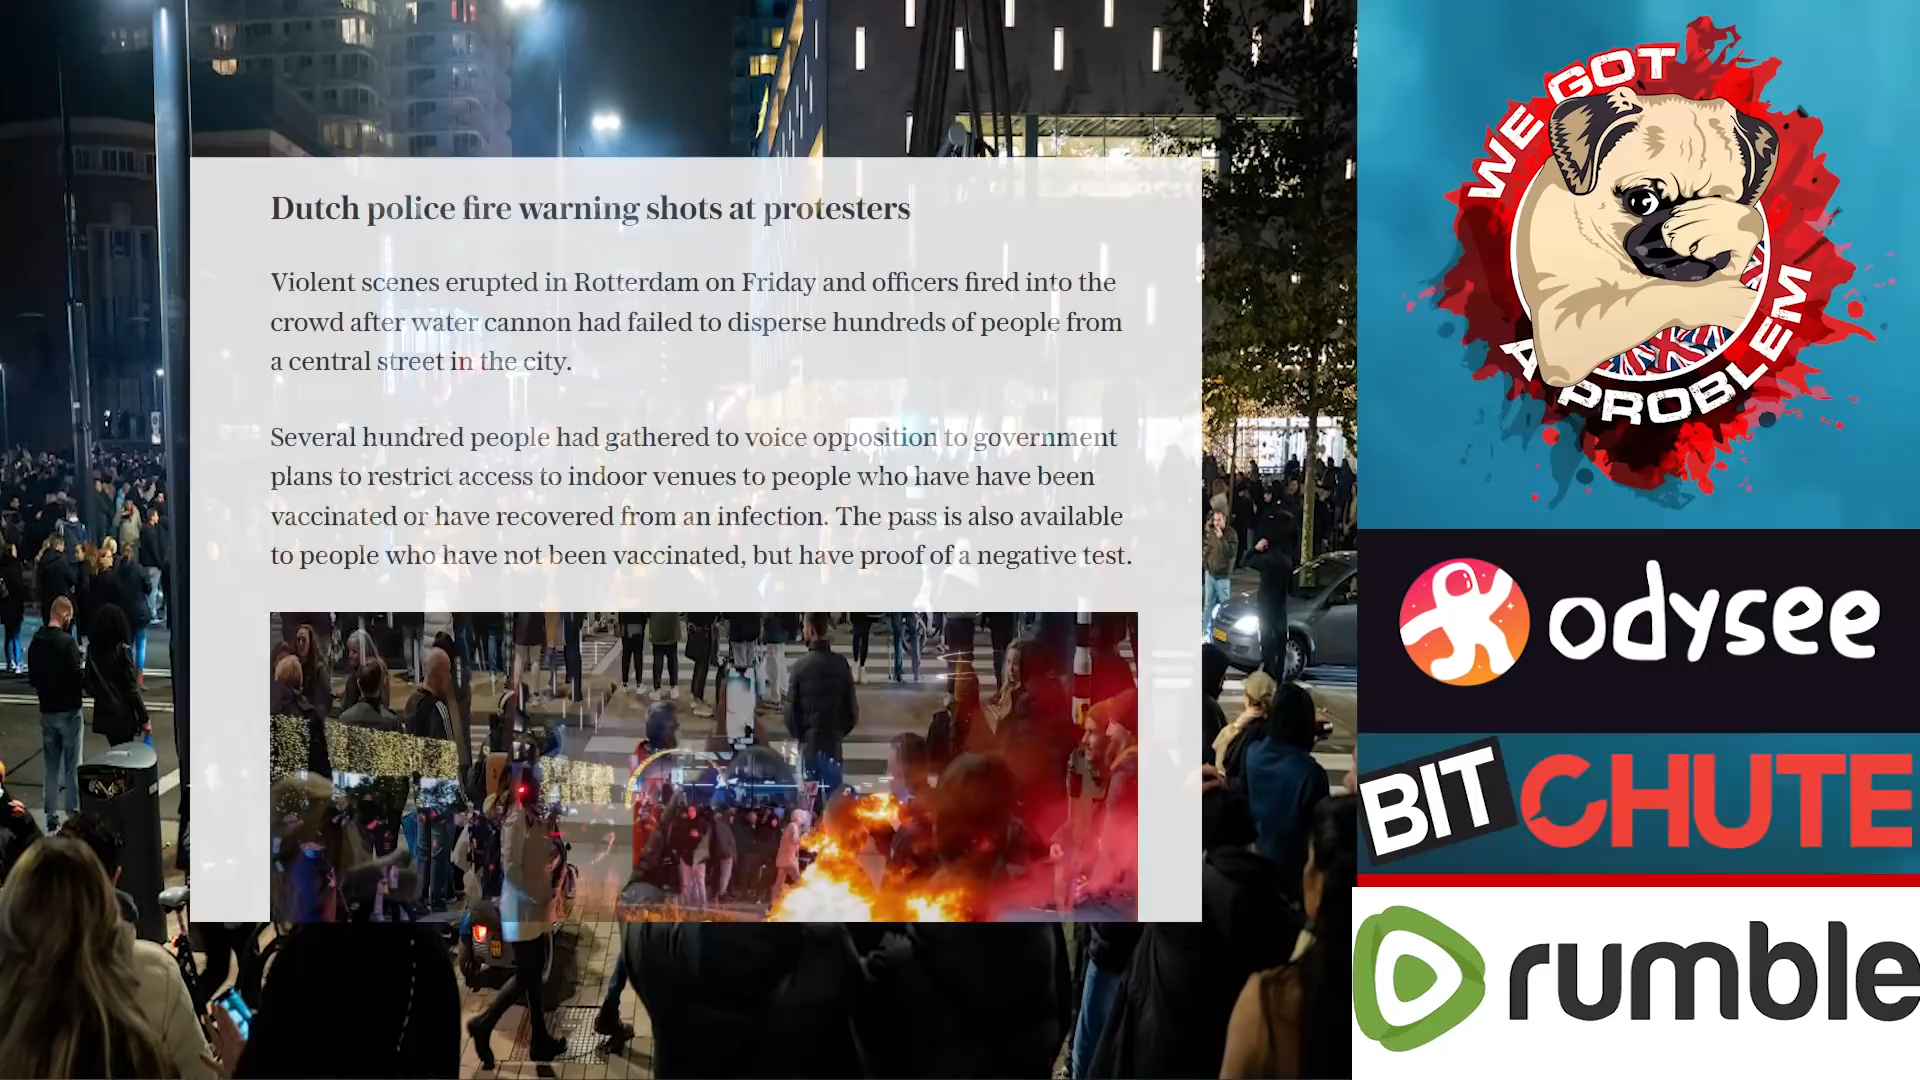 Dutch police fire warning shots at protesters
Violent scenes erupted in Rotterdam on Friday and officers fired into the
crowd after water cannon had failed to disperse hundreds of people from
a central street in the city.
Several hundred people had gathered to voice opposition to government
plans to restrict access to indoor venues to people who have have been
vaccinated or have recovered from an infection. The pass is also available
to people who have not been vaccinated, but have proof of a negative test.
WE GOT
A PROBLEM
odysee
BITCHUTE
rumble